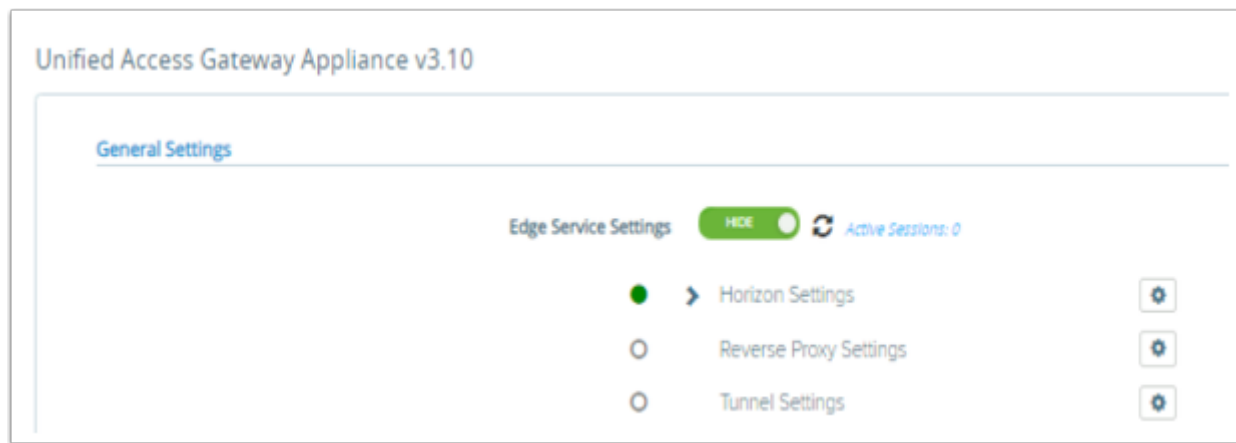 Unified Access Gateway Appliance v3.10
General Settings
Edge Service Settings HIDE Active Sessions: 0
Horizon Settings
Reverse Proxy Settings
Tunnel Settings